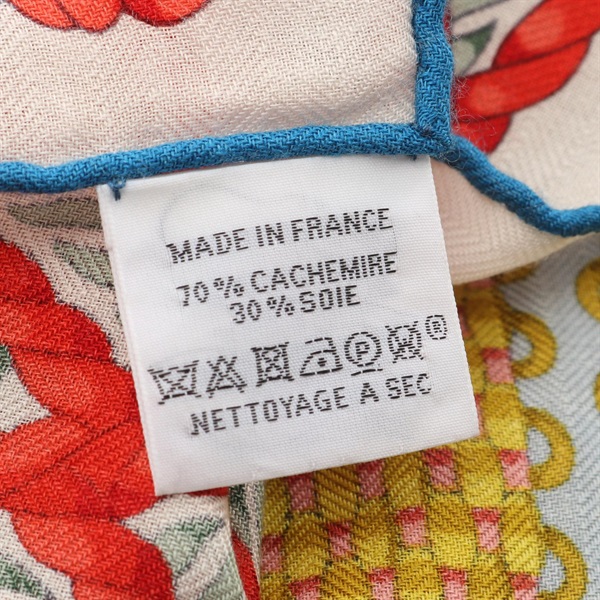 MADE IN FRANCE
70% CACHEMIRE
30% SOIE
P ®
NETTOYAGE A SEC